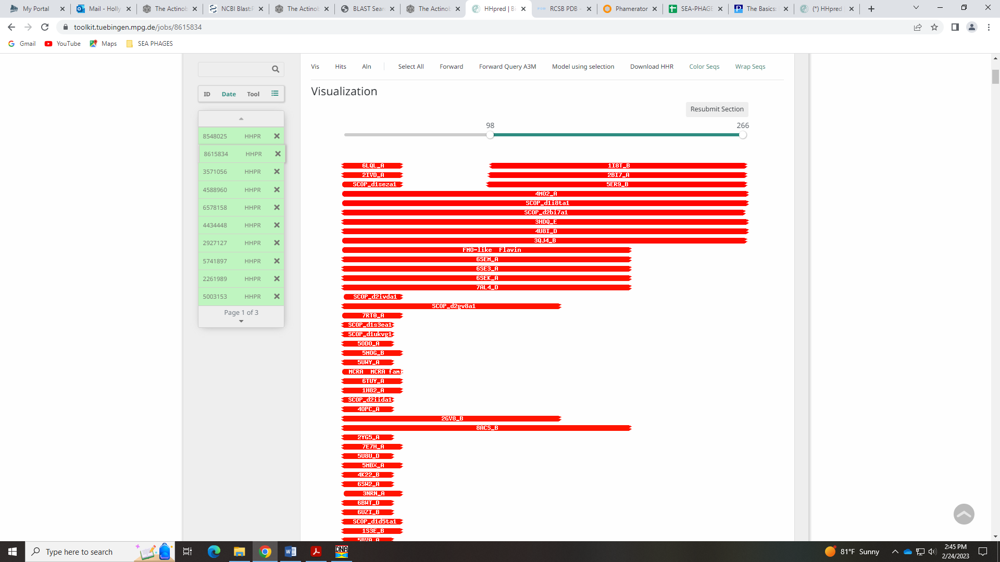 My Portal
Mail - Holly
The Actinob
NCBI BlastiP
The Actinob
BLAST Sear
The Actinob
HHpred | Bi
RCSB PDB -
Phamerator
SEA-PHAGE
The Basics:
(*) HHpred
toolkit.tuebingen.mpg.de/jobs/8615834
Gmail
YouTube
Maps
SEA PHAGES
Vis Hits Aln Select All Forward Forward Query A3M Model using selection Download HHR Color Seqs Wrap Seqs
ID Date Tool
8548025 HHPR
8615834 HHPR
3571056 HHPR
4588960 HHPR
6578158 HHPR
4434448 HHPR
2927127 HHPR
5741897 HHPR
2261989 HHPR
5003153 HHPR
Page 1 of 3
Visualization
Resubmit Section
98 266
6LQL_A 1I8T_B
2IVD_A 2BI7_A
SCOP_d1seza1 5ER9_B
4MO2_A
SCOP_d1i8ta1
SCOP_d2bi7a1
3HDQ_E
4U8I_D
3QJ4_B
FMO-like Flavin
6SEM_A
6SE3_A
6SEK_A
7AL4_D
SCOP_d2ivda1
SCOP_d2gv8a1
7RT0_A
SCOP_d1s3ea1
SCOP_d1ukvg1
5ODO_A
5MOG_B
5UWY_A
MCRA MCRA fam
6TUY_A
1H82_A
SCOP_d2iida1
4OPC_A
2GV8_B
8ACS_B
2YG5_A
7E7H_A
5U8U_D
5MBX_A
4K22_B
6SW2_A
3NRN_A
6BWT_D
6UZI_B
SCOP_d1d5ta1
1S3E_B
Type here to search
DNA
81°F Sunny
2:45 PM
2/24/2023